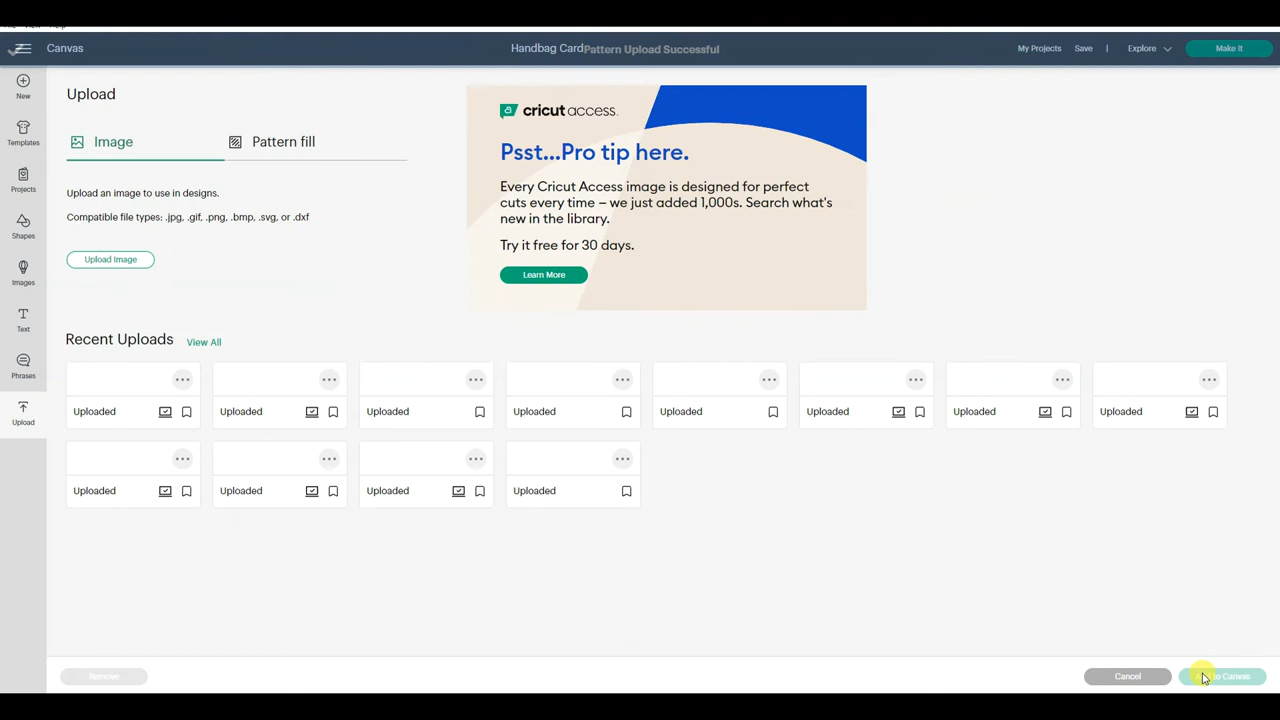 Canvas
Handbag Card
Pattern Upload Successful
My Projects
Save
|
Explore
Make It
New
Templates
Projects
Shapes
Images
Text
Phrases
Upload
Upload
Image
Pattern fill
Upload an image to use in designs.
Compatible file types: .jpg, .gif, .png, .bmp, .svg, or .dxf
Upload Image
cricut access.
Psst...Pro tip here.
Every Cricut Access image is designed for perfect
cuts every time – we just added 1,000s. Search what's
new in the library.
Try it free for 30 days.
Learn More
Recent Uploads
View All
Uploaded
Uploaded
Uploaded
Uploaded
Uploaded
Uploaded
Uploaded
Uploaded
Uploaded
Uploaded
Uploaded
Uploaded
Remove
Cancel
to Canvas